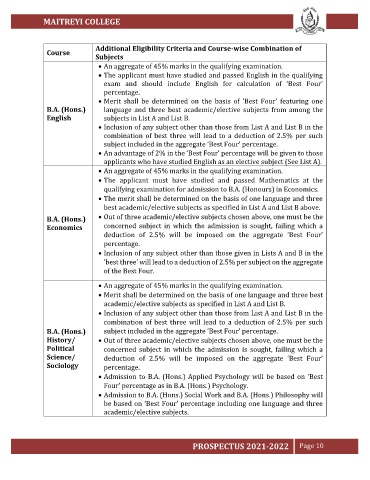 MAITREYI COLLEGE
Course
Additional Eligibility Criteria and Course-wise Combination of
Subjects
B.A. (Hons.)
English
• An aggregate of 45% marks in the qualifying examination.
• The applicant must have studied and passed English in the qualifying
exam and should include English for calculation of 'Best Four'
percentage.
• Merit shall be determined on the basis of 'Best Four' featuring one
language and three best academic/elective subjects from among the
subjects in List A and List B.
• Inclusion of any subject other than those from List A and List B in the
combination of best three will lead to a deduction of 2.5% per such
subject included in the aggregate 'Best Four' percentage.
• An advantage of 2% in the 'Best Four' percentage will be given to those
applicants who have studied English as an elective subject (See List A).
B.A. (Hons.)
Economics
• An aggregate of 45% marks in the qualifying examination.
• The applicant must have studied and passed Mathematics at the
qualifying examination for admission to B.A. (Honours) in Economics.
• The merit shall be determined on the basis of one language and three
best academic/elective subjects as specified in List A and List B above.
• Out of three academic/elective subjects chosen above, one must be the
concerned subject in which the admission is sought, failing which a
deduction of 2.5% will be imposed on the aggregate 'Best Four'
percentage.
• Inclusion of any subject other than those given in Lists A and B in the
'best three' will lead to a deduction of 2.5% per subject on the aggregate
of the Best Four.
B.A. (Hons.)
History/
Political
Science/
Sociology
• An aggregate of 45% marks in the qualifying examination.
• Merit shall be determined on the basis of one language and three best
academic/elective subjects as specified in List A and List B.
• Inclusion of any subject other than those from List A and List B in the
combination of best three will lead to a deduction of 2.5% per such
subject included in the aggregate 'Best Four' percentage.
• Out of three academic/elective subjects chosen above, one must be the
concerned subject in which the admission is sought, failing which a
deduction of 2.5% will be imposed on the aggregate 'Best Four'
percentage.
• Admission to B.A. (Hons.) Applied Psychology will be based on 'Best
Four' percentage as in B.A. (Hons.) Psychology.
• Admission to B.A. (Hons.) Social Work and B.A. (Hons.) Philosophy will
be based on 'Best Four' percentage including one language and three
academic/elective subjects.
PROSPECTUS 2021-2022 Page 10